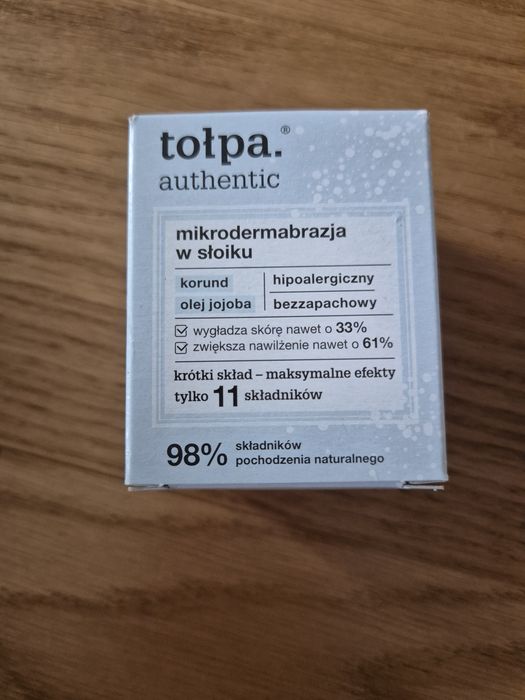 tołpa.®
authentic
mikrodermabrazja
w słoiku
korund
hipoalergiczny
olej jojoba
bezzapachowy
wygładza skórę nawet o 33%
zwiększa nawilżenie nawet o 61%
krótki skład – maksymalne efekty
tylko 11 składników
98% składników
pochodzenia naturalnego